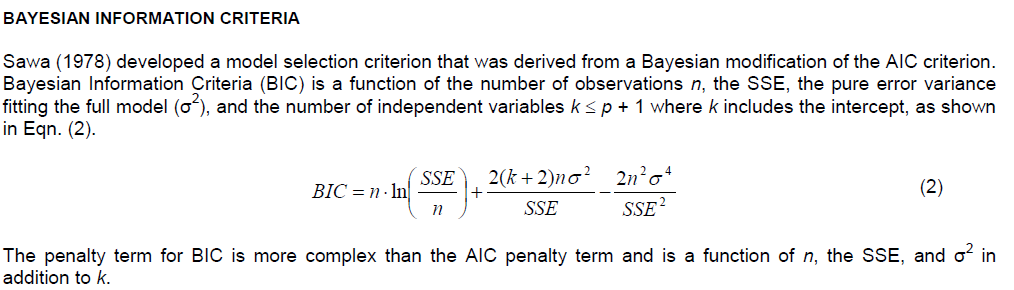 BAYESIAN INFORMATION CRITERIA
Sawa (1978) developed a model selection criterion that was derived from a Bayesian modification of the AIC criterion.
Bayesian Information Criteria (BIC) is a function of the number of observations n, the SSE, the pure error variance
fitting the full model (σ²), and the number of independent variables k ≤ p + 1 where k includes the intercept, as shown
in Eqn. (2).
BIC = n · ln(SSE/n) + 2(k + 2)nσ²/SSE − 2n²σ⁴/SSE² (2)
The penalty term for BIC is more complex than the AIC penalty term and is a function of n, the SSE, and σ² in
addition to k.